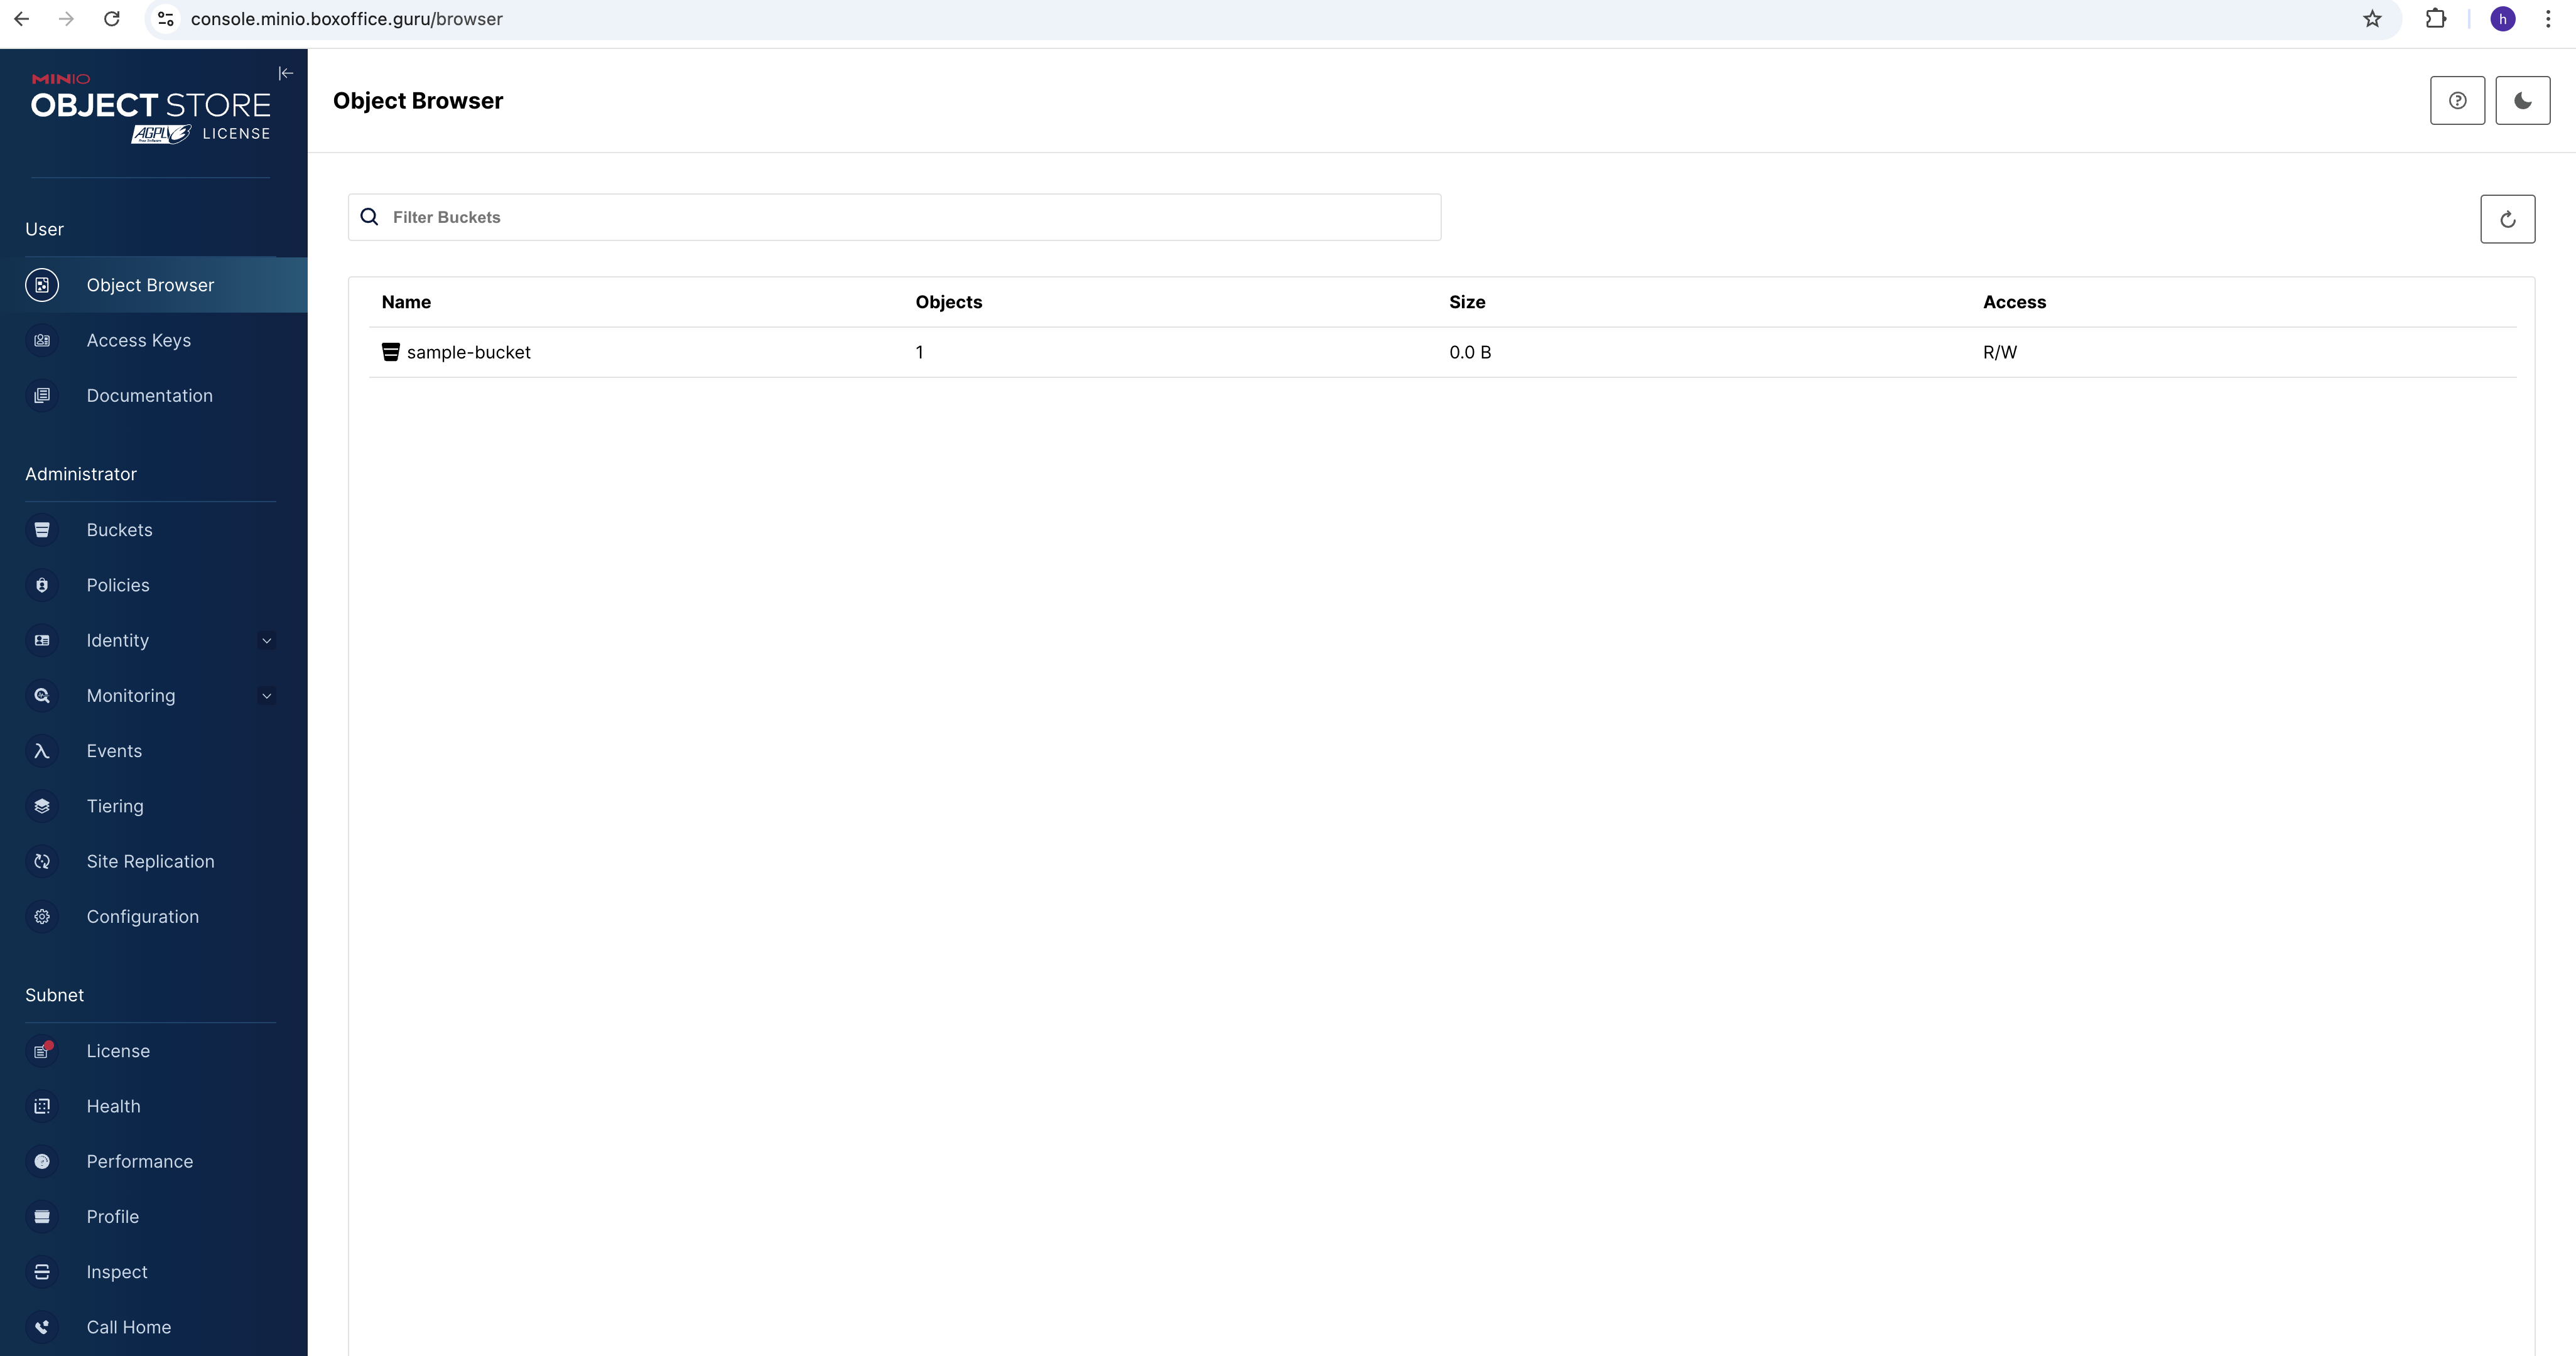 console.minio.boxoffice.guru/browser
h
MINIO
OBJECT STORE
AGPL LICENSE
Object Browser
User
Filter Buckets
Object Browser
Name Objects Size Access
Access Keys
sample-bucket 1 0.0 B R/W
Documentation
Administrator
Buckets
Policies
Identity
Monitoring
Events
Tiering
Site Replication
Configuration
Subnet
License
Health
Performance
Profile
Inspect
Call Home